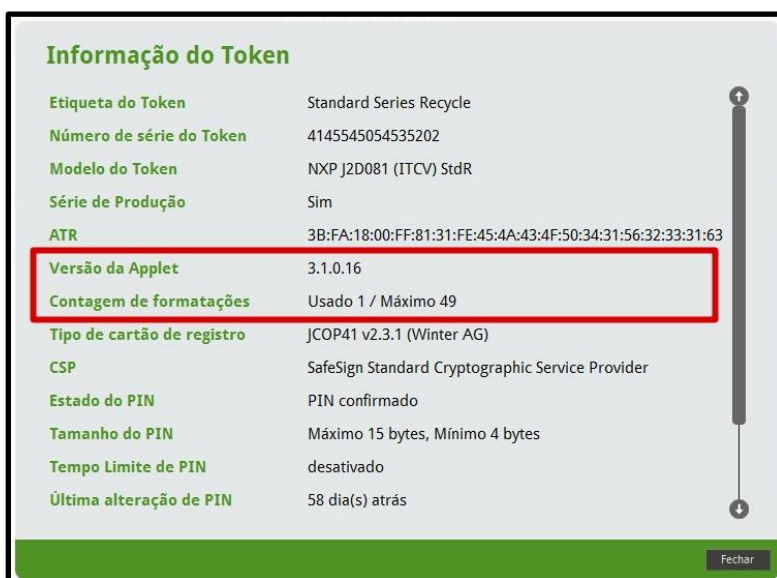 Informação do Token
Etiqueta do Token Standard Series Recycle
Número de série do Token 4145545054535202
Modelo do Token NXP J2D081 (ITCV) StdR
Série de Produção Sim
ATR 3B:FA:18:00:FF:81:31:FE:45:4A:43:4F:50:34:31:56:32:33:31:63
Versão da Applet 3.1.0.16
Contagem de formatações Usado 1 / Máximo 49
Tipo de cartão de registro JCOP41 v2.3.1 (Winter AG)
CSP SafeSign Standard Cryptographic Service Provider
Estado do PIN PIN confirmado
Tamanho do PIN Máximo 15 bytes, Mínimo 4 bytes
Tempo Limite de PIN desativado
Última alteração de PIN 58 dia(s) atrás
Fechar